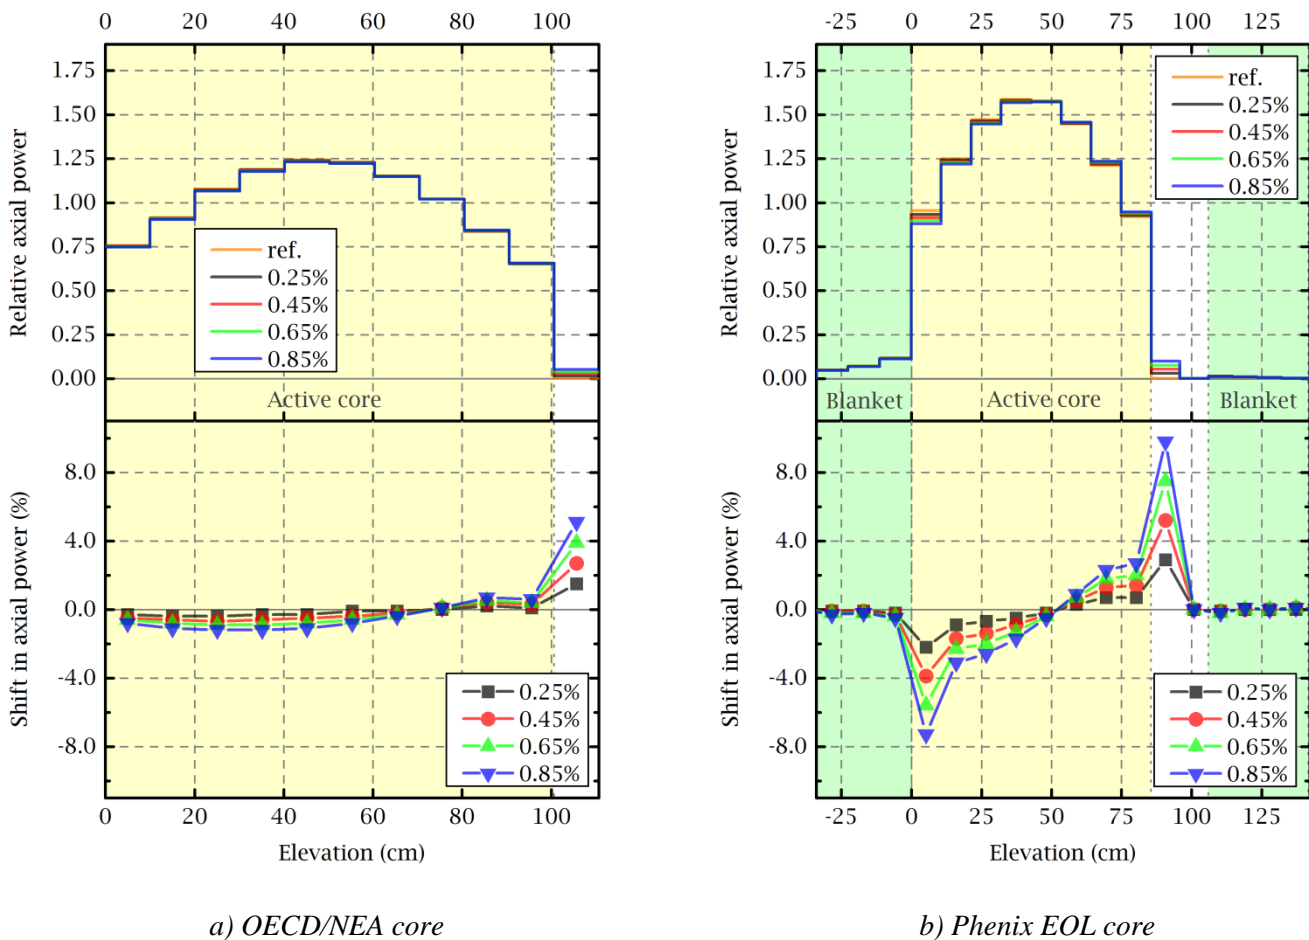 0 20 40 60 80 100
-25 0 25 50 75 100 125
Relative axial power
1.75
1.50
1.25
1.00
0.75
0.50
0.25
0.00
ref.
0.25%
0.45%
0.65%
0.85%
Active core
Shift in axial power (%)
8.0
4.0
0.0
-4.0
-8.0
0.25%
0.45%
0.65%
0.85%
0 20 40 60 80 100
Elevation (cm)
a) OECD/NEA core
Relative axial power
1.75
1.50
1.25
1.00
0.75
0.50
0.25
0.00
ref.
0.25%
0.45%
0.65%
0.85%
Blanket Active core Blanket
Shift in axial power (%)
8.0
4.0
0.0
-4.0
-8.0
0.25%
0.45%
0.65%
0.85%
-25 0 25 50 75 100 125
Elevation (cm)
b) Phenix EOL core